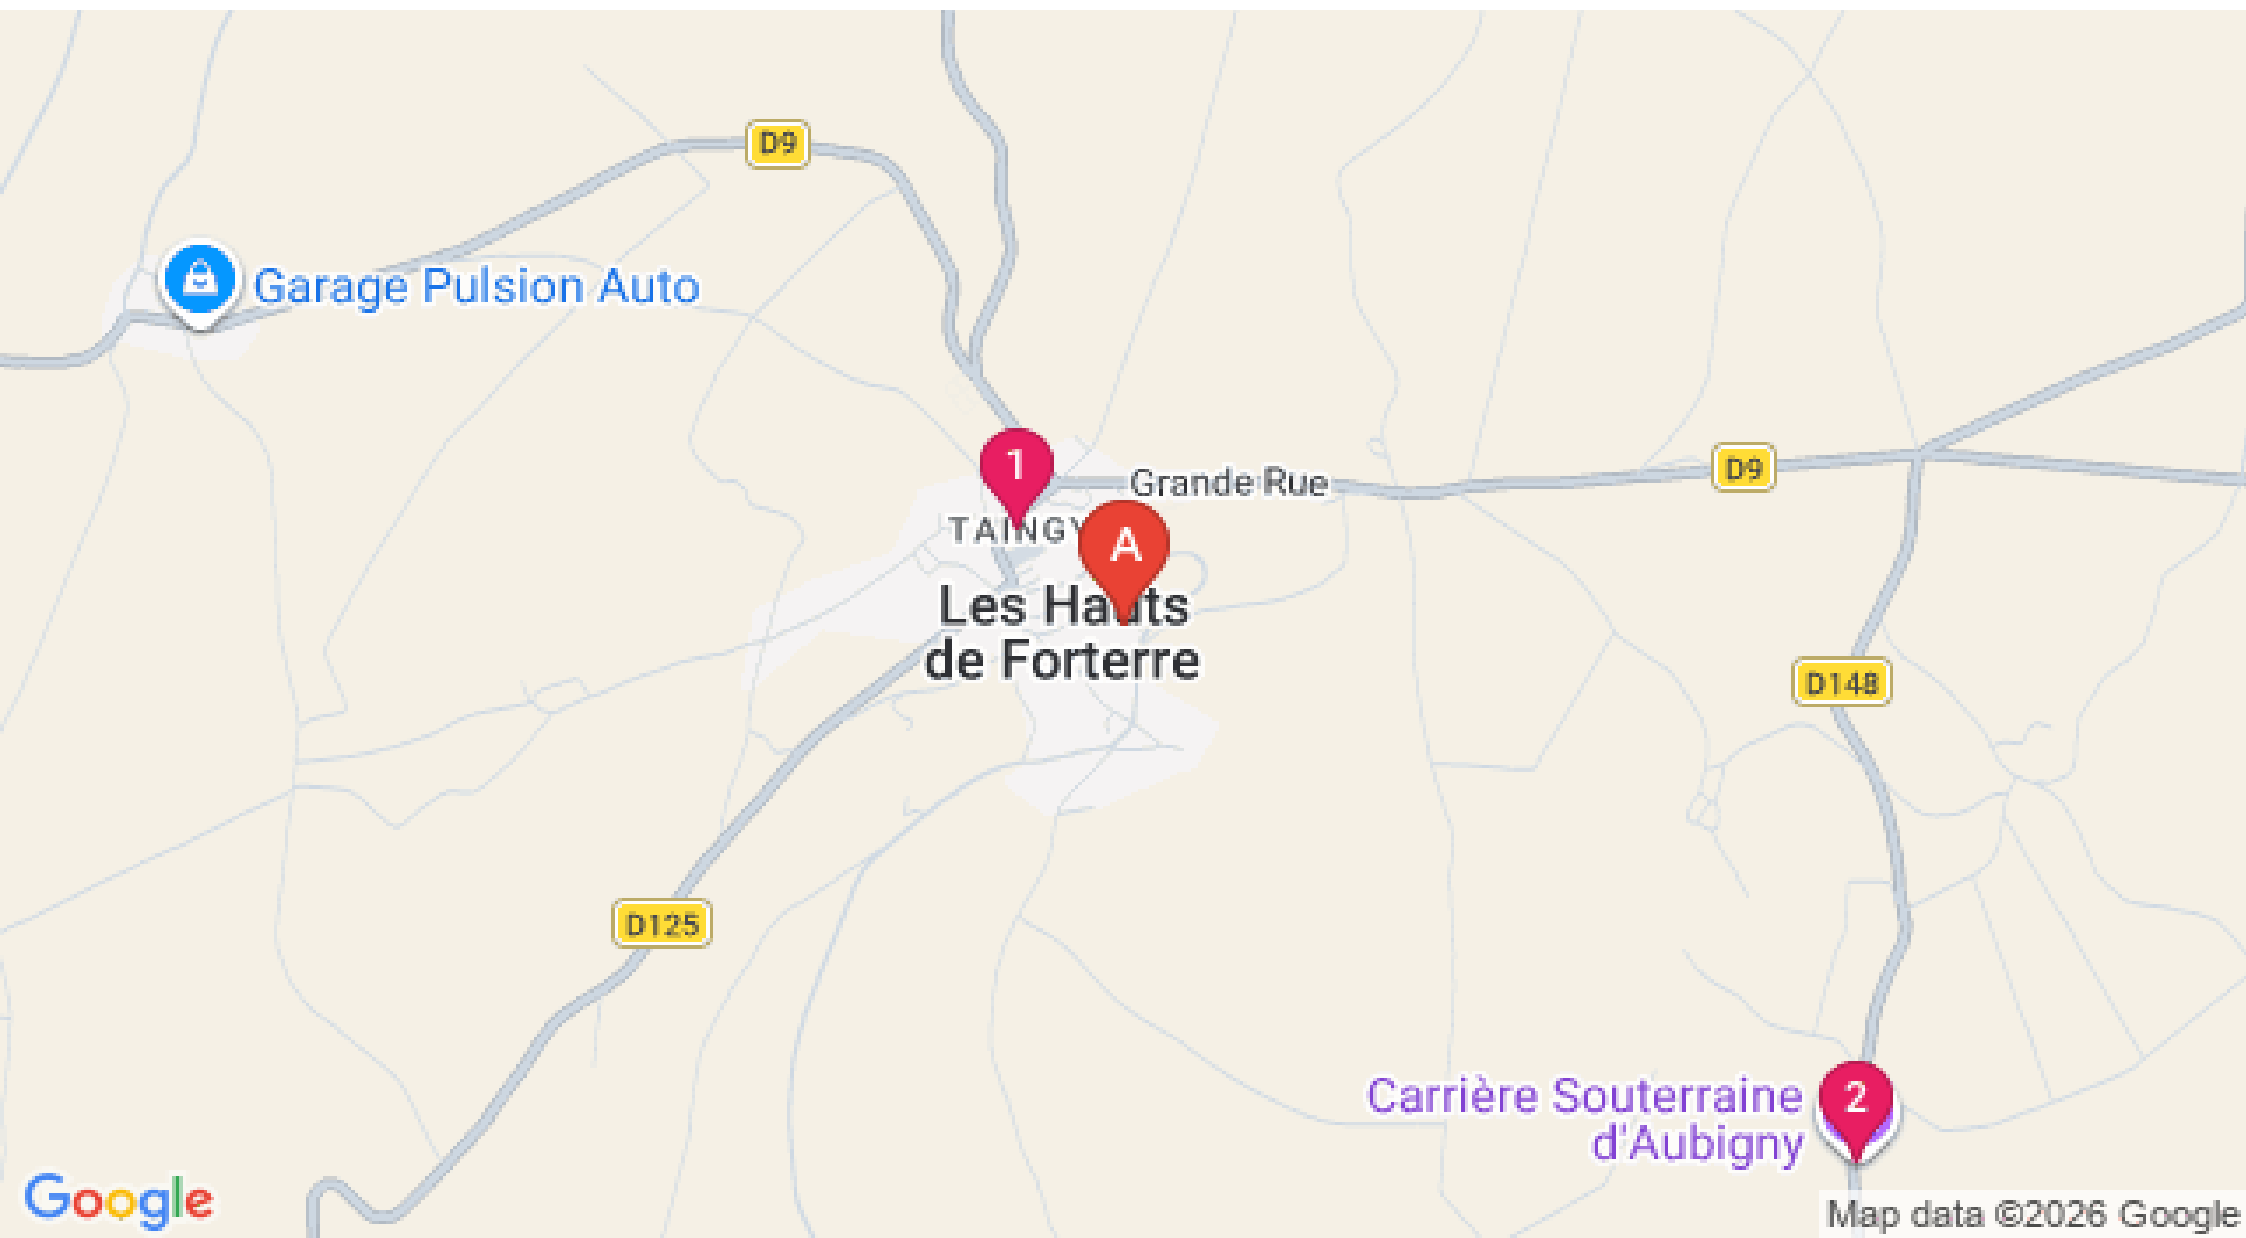 D9
Garage Pulsion Auto
1
Grande Rue
D9
TAINGY
A
Les Hauts
de Forterre
D148
D125
Carrière Souterraine
d'Aubigny
2
Google
Map data ©2026 Google